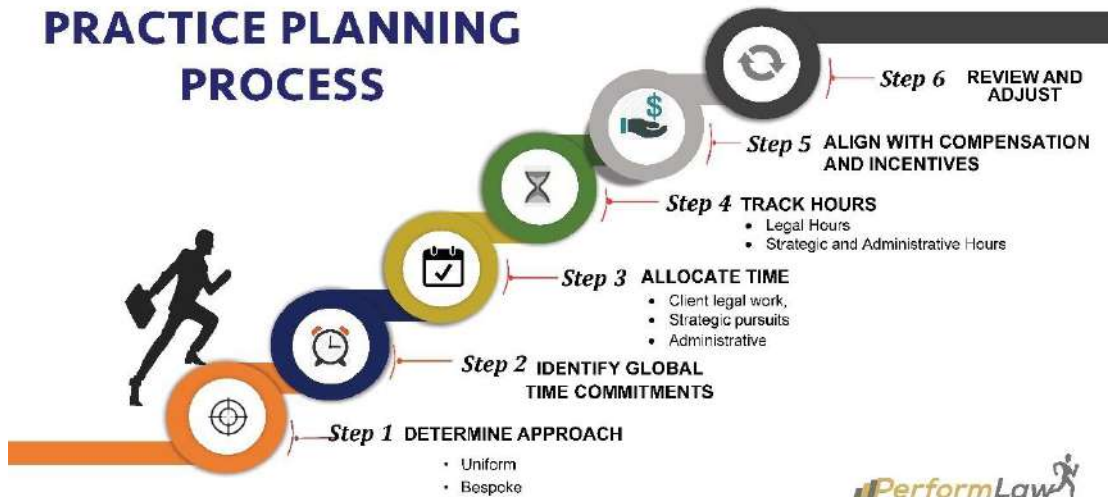 PRACTICE PLANNING
PROCESS
Step 6 REVIEW AND
ADJUST
$
Step 5 ALIGN WITH COMPENSATION
AND INCENTIVES
Step 4 TRACK HOURS
• Legal Hours
• Strategic and Administrative Hours
Step 3 ALLOCATE TIME
• Client legal work,
• Strategic pursuits
• Administrative
Step 2 IDENTIFY GLOBAL
TIME COMMITMENTS
Step 1 DETERMINE APPROACH
• Uniform
• Bespoke
PerformLaw